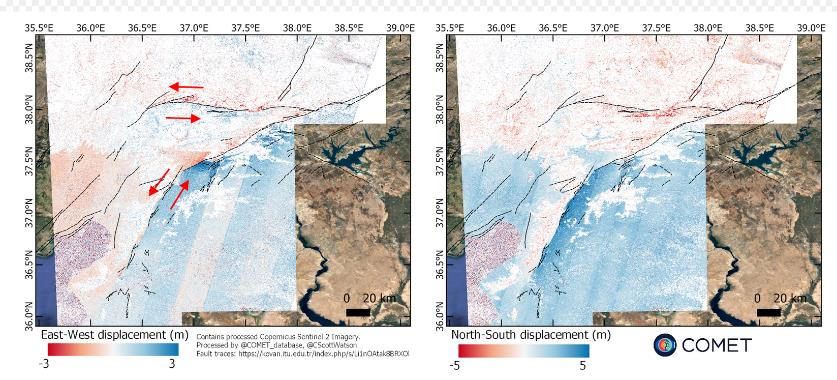 35.5°E 36.0°E 36.5°E 37.0°E 37.5°E 38.0°E 38.5°E 39.0°E
35.5°E 36.0°E 36.5°E 37.0°E 37.5°E 38.0°E 38.5°E 39.0°E
38.5°N
38.0°N
37.5°N
37.0°N
36.5°N
36.0°N
38.5°N
38.0°N
37.5°N
37.0°N
36.5°N
36.0°N
0 20 km
0 20 km
East-West displacement (m)
-3 3
Contains processed Copernicus Sentinel 2 Imagery.
Processed by @COMET_database, @CScottWatson
Fault traces:
North-South displacement (m)
-5 5
COMET